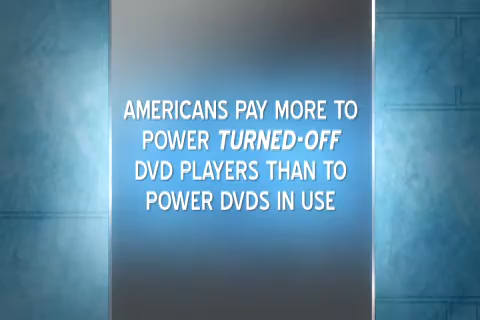 AMERICANS PAY MORE TO
POWER TURNED-OFF
DVD PLAYERS THAN TO
POWER DVDS IN USE